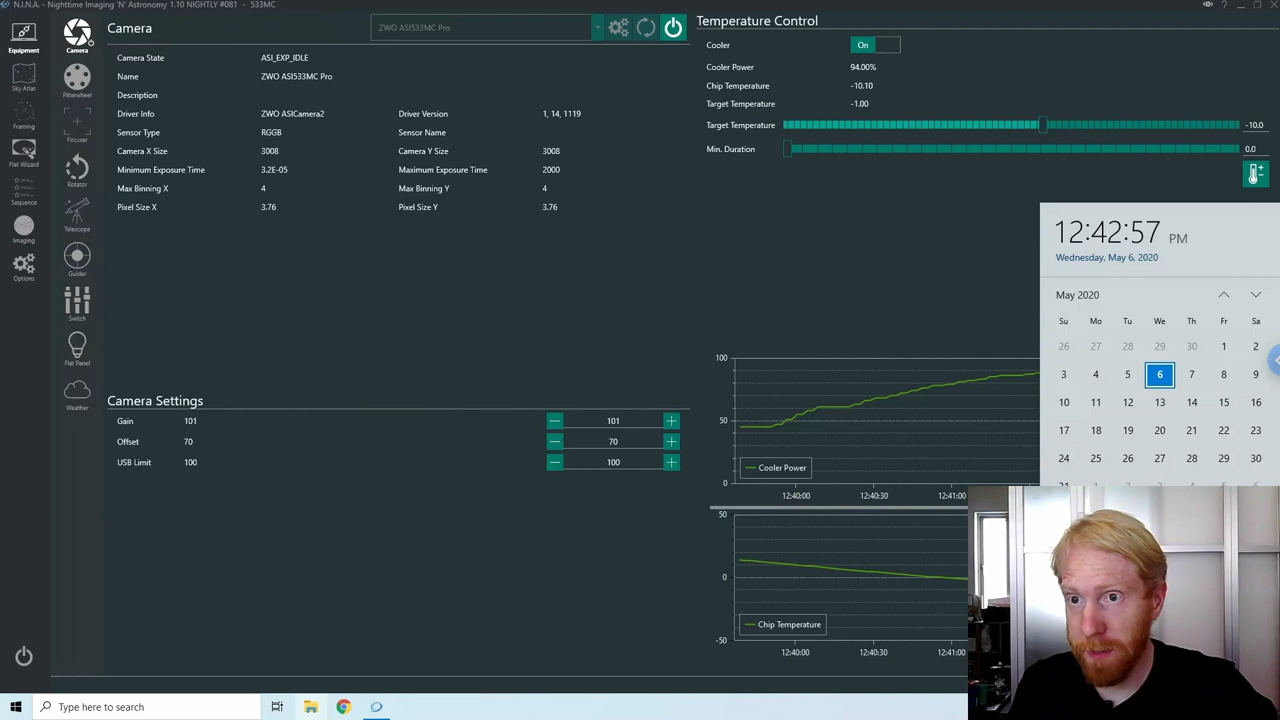 N.I.N.A. - Nighttime Imaging 'N' Astronomy 1.10 NIGHTLY #081 - 533MC
Equipment
Sky Atlas
Framing
Flat Wizard
Sequence
Imaging
Options
Camera
Filterwheel
Focuser
Rotator
Telescope
Guider
Switch
Flat Panel
Weather
Camera
ZWO ASI533MC Pro
Camera State ASI_EXP_IDLE
Name ZWO ASI533MC Pro
Description
Driver Info ZWO ASICamera2 Driver Version 1, 14, 1119
Sensor Type RGGB Sensor Name
Camera X Size 3008 Camera Y Size 3008
Minimum Exposure Time 3.2E-05 Maximum Exposure Time 2000
Max Binning X 4 Max Binning Y 4
Pixel Size X 3.76 Pixel Size Y 3.76
Camera Settings
Gain 101 101
Offset 70 70
USB Limit 100 100
Temperature Control
Cooler On
Cooler Power 94.00%
Chip Temperature -10.10
Target Temperature -1.00
Target Temperature -10.0
Min. Duration 0.0
100
50
0
Cooler Power
12:40:00 12:40:30 12:41:00
50
0
-50
Chip Temperature
12:40:00 12:40:30 12:41:00
12:42:57 PM
Wednesday, May 6, 2020
May 2020
Su Mo Tu We Th Fr Sa
26 27 28 29 30 1 2
3 4 5 6 7 8 9
10 11 12 13 14 15 16
17 18 19 20 21 22 23
24 25 26 27 28 29 30
Type here to search